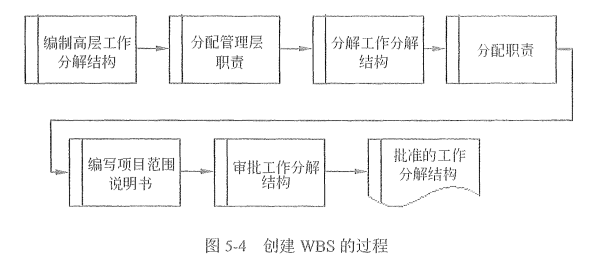 编制高层工作
分解结构
分配管理层
职责
分解工作分解
结构
分配职责
编写项目范围
说明书
审批工作分解
结构
批准的工作
分解结构
图 5-4 创建 WBS 的过程